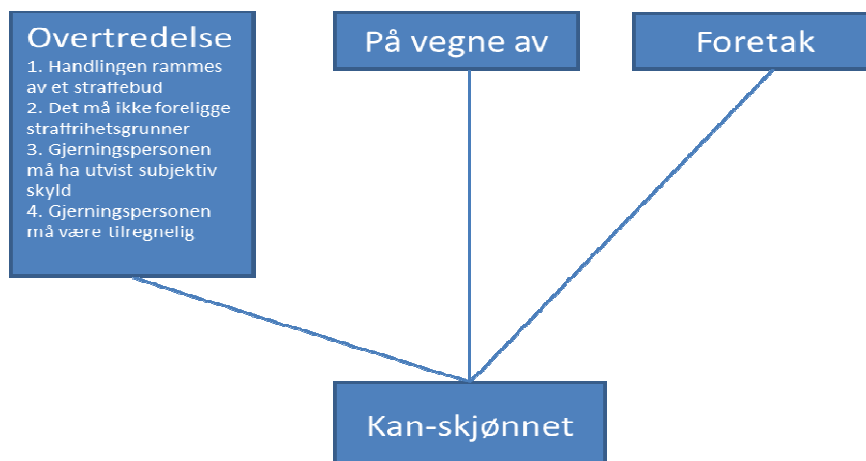 Overtredelse
1. Handlingen rammes
av et straffebud
2. Det må ikke foreligge
straffrihetsgrunner
3. Gjerningspersonen
må ha utvist subjektiv
skyld
4. Gjerningspersonen
må være tilregnelig
På vegne av
Foretak
Kan-skjønnet